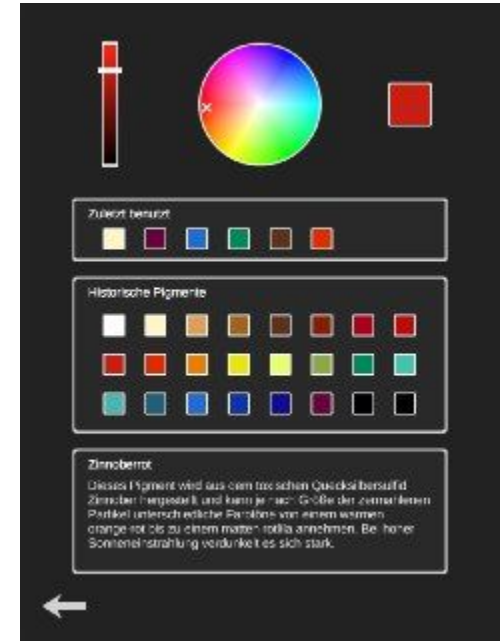 Zuletzt benutzt
Historische Pigmente
Zinnoberrot
Dieses Pigment wird aus dem toxischen Quecksilbersulfid
Zinnober hergestellt und kann je nach Größe der zermahlenen
Partikel unterschiedliche Farbtöne von einem warmen
orange-rot bis zu einem matten rotlila annehmen. Bei hoher
Sonneneinstrahlung verdunkelt es sich stark.